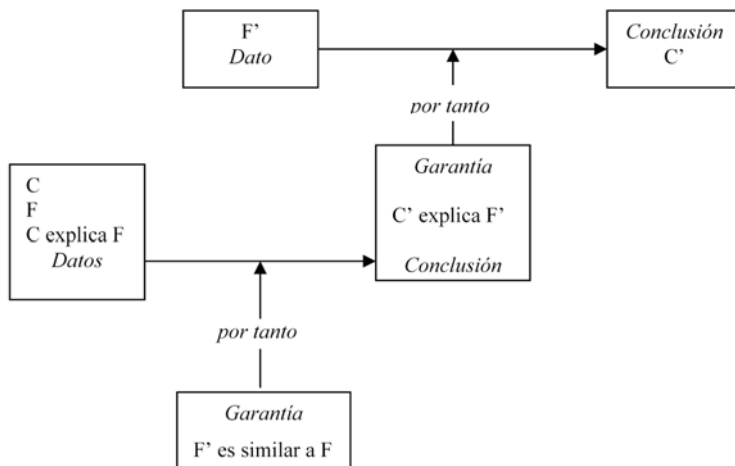 F’
Dato
Conclusión
C’
por tanto
Garantía
C’ explica F’
Conclusión
C
F
C explica F
Datos
por tanto
Garantía
F’ es similar a F